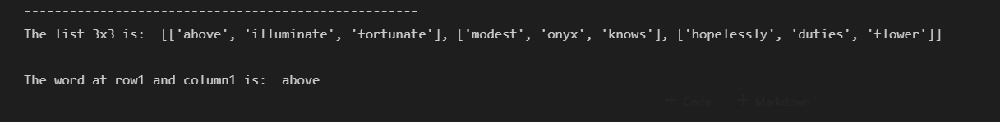 ----------------------------------------------------
The list 3x3 is:  [['above', 'illuminate', 'fortunate'], ['modest', 'onyx', 'knows'], ['hopelessly', 'duties', 'flower']]
The word at row1 and column1 is:  above
+ Code + Markdown